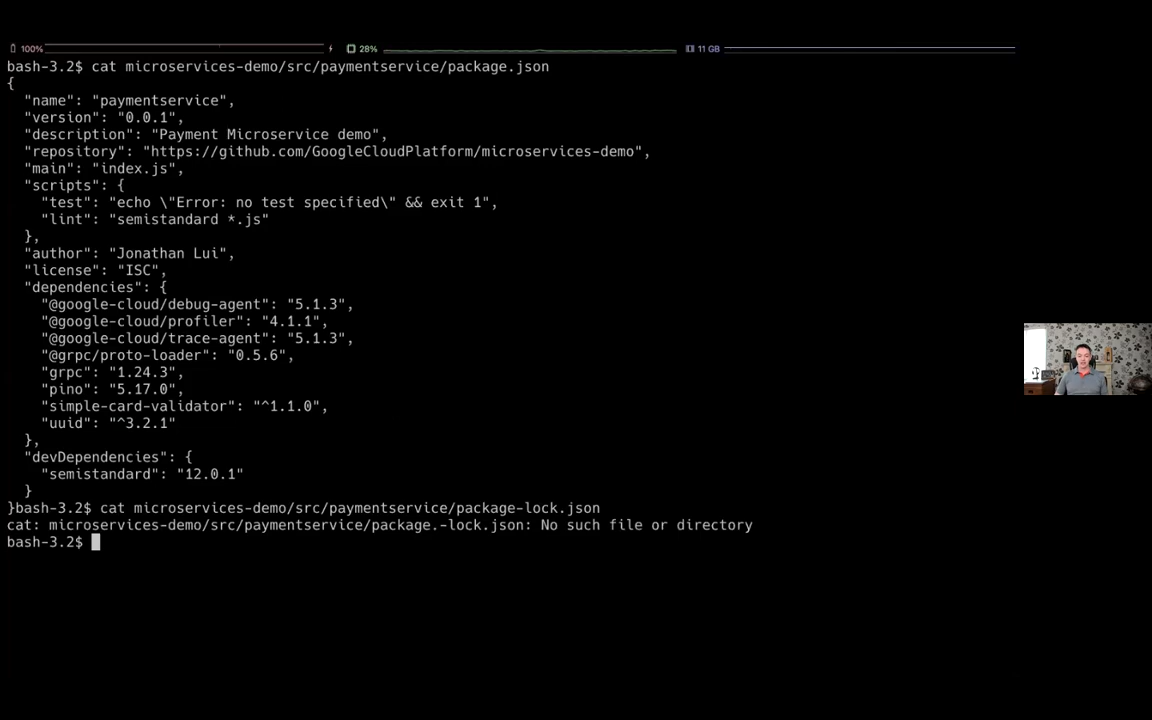 100% 28% 11 GB
bash-3.2$ cat microservices-demo/src/paymentservice/package.json
{
  "name": "paymentservice",
  "version": "0.0.1",
  "description": "Payment Microservice demo",
  "repository": "https://github.com/GoogleCloudPlatform/microservices-demo",
  "main": "index.js",
  "scripts": {
    "test": "echo \"Error: no test specified\" && exit 1",
    "lint": "semistandard *.js"
  },
  "author": "Jonathan Lui",
  "license": "ISC",
  "dependencies": {
    "@google-cloud/debug-agent": "5.1.3",
    "@google-cloud/profiler": "4.1.1",
    "@google-cloud/trace-agent": "5.1.3",
    "@grpc/proto-loader": "0.5.6",
    "grpc": "1.24.3",
    "pino": "5.17.0",
    "simple-card-validator": "^1.1.0",
    "uuid": "^3.2.1"
  },
  "devDependencies": {
    "semistandard": "12.0.1"
  }
}bash-3.2$ cat microservices-demo/src/paymentservice/package-lock.json
cat: microservices-demo/src/paymentservice/package.-lock.json: No such file or directory
bash-3.2$